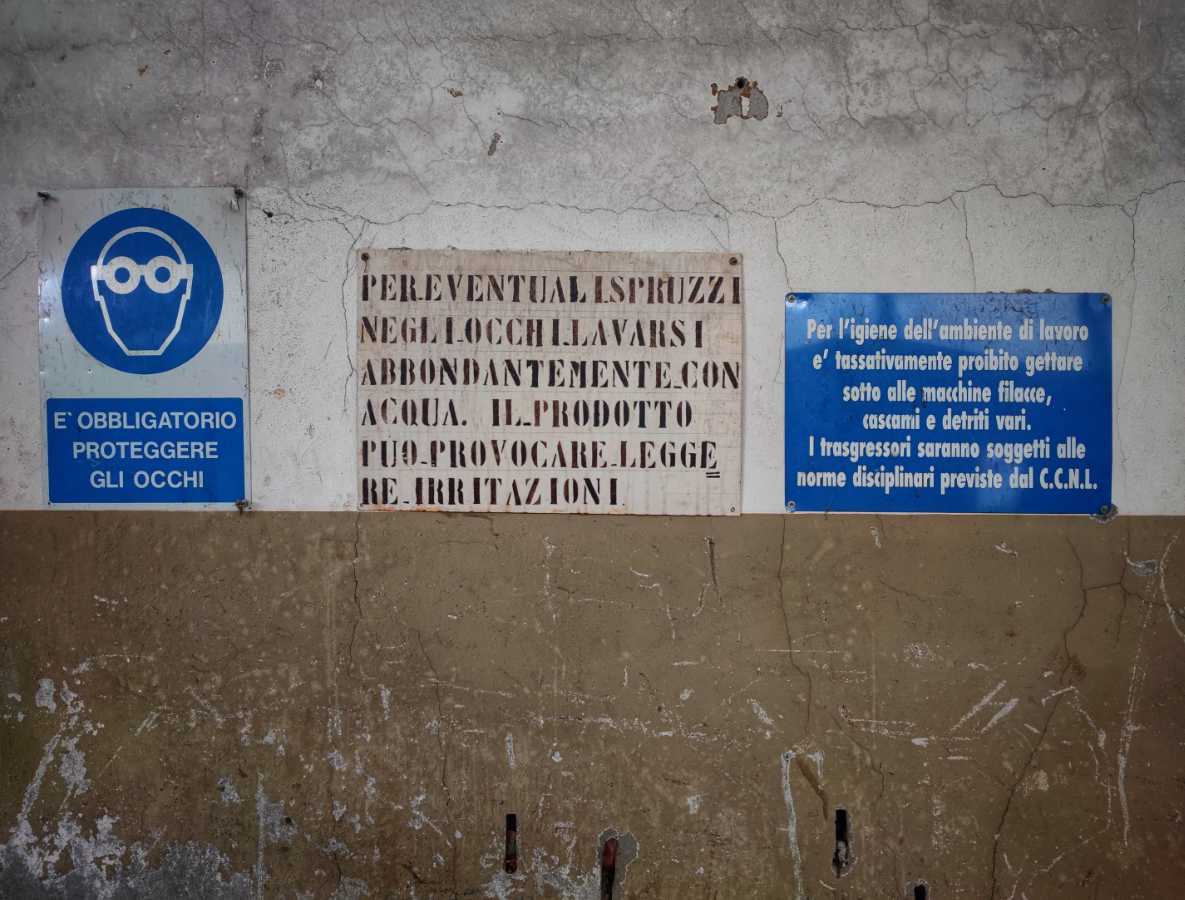 E' OBBLIGATORIO
PROTEGGERE
GLI OCCHI
PER EVENTUALI SPRUZZI
NEGLI OCCHI LAVARSI
ABBONDANTEMENTE CON
ACQUA. IL PRODOTTO
PUO PROVOCARE LEGGE
RE IRRITAZIONI
Per l'igiene dell'ambiente di lavoro
e' tassativamente proibito gettare
sotto alle macchine filacce,
cascami e detriti vari.
I trasgressori saranno soggetti alle
norme disciplinari previste dal C.C.N.L.